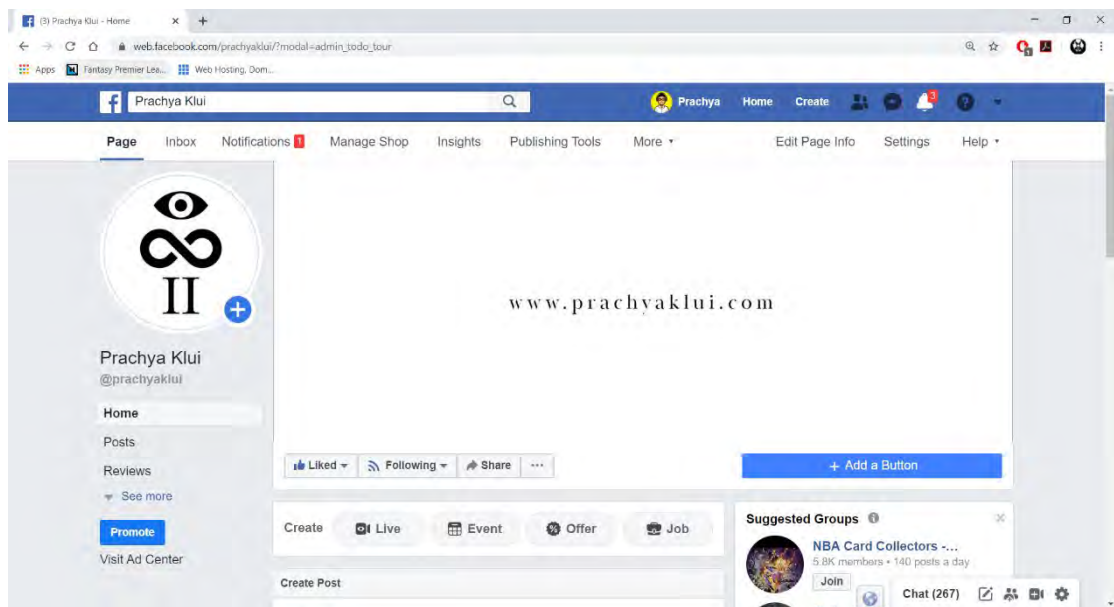 (3) Prachya Klui - Home
web.facebook.com/prachyaklui/?modal=admin_todo_tour
Apps Fantasy Premier Lea... Web Hosting, Dom...
Prachya Klui Prachya Home Create 3
Page Inbox Notifications 1 Manage Shop Insights Publishing Tools More Edit Page Info Settings Help
II
www.prachyaklui.com
Prachya Klui
@prachyaklui
Home
Posts
Reviews
See more
Promote
Visit Ad Center
Liked Following Share ... + Add a Button
Create Live Event Offer Job
Create Post
Suggested Groups
NBA Card Collectors -...
5.8K members • 140 posts a day
Join
Chat (267)